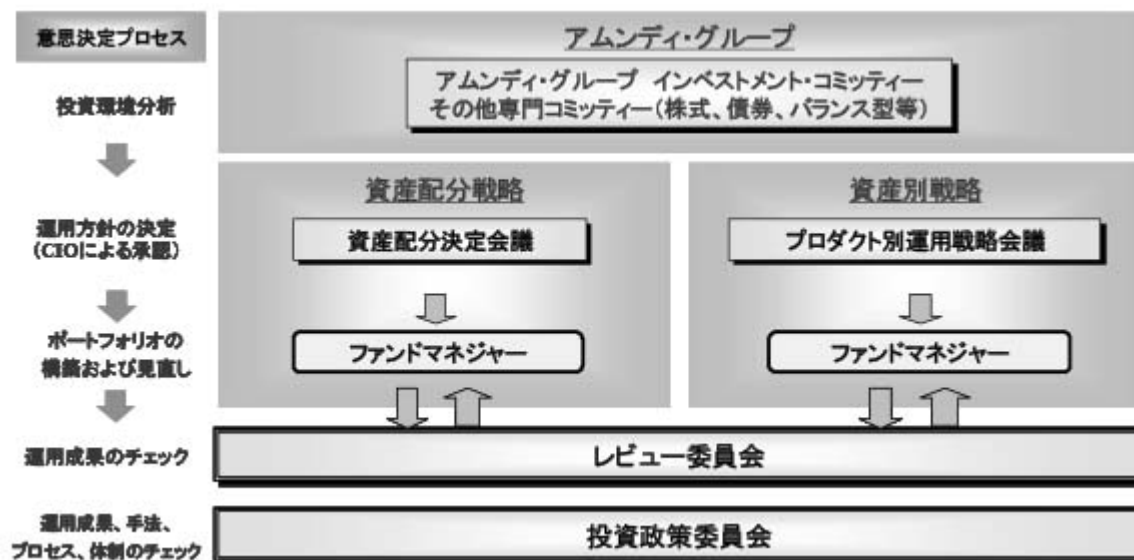 意思決定プロセス
アムンディ・グループ
アムンディ・グループ インベストメント・コミッティー
その他専門コミッティー(株式、債券、バランス型等)
投資環境分析
資産配分戦略
資産別戦略
運用方針の決定
(CIOによる承認)
資産配分決定会議
プロダクト別運用戦略会議
ポートフォリオの
構築および見直し
ファンドマネジャー
ファンドマネジャー
運用成果のチェック
レビュー委員会
運用成果、手法、
プロセス、体制のチェック
投資政策委員会